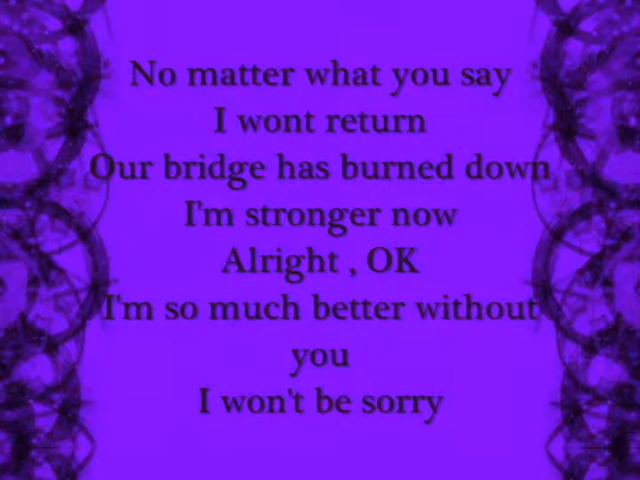 No matter what you say
I wont return
Our bridge has burned down
I'm stronger now
Alright , OK
I'm so much better without
you
I won't be sorry